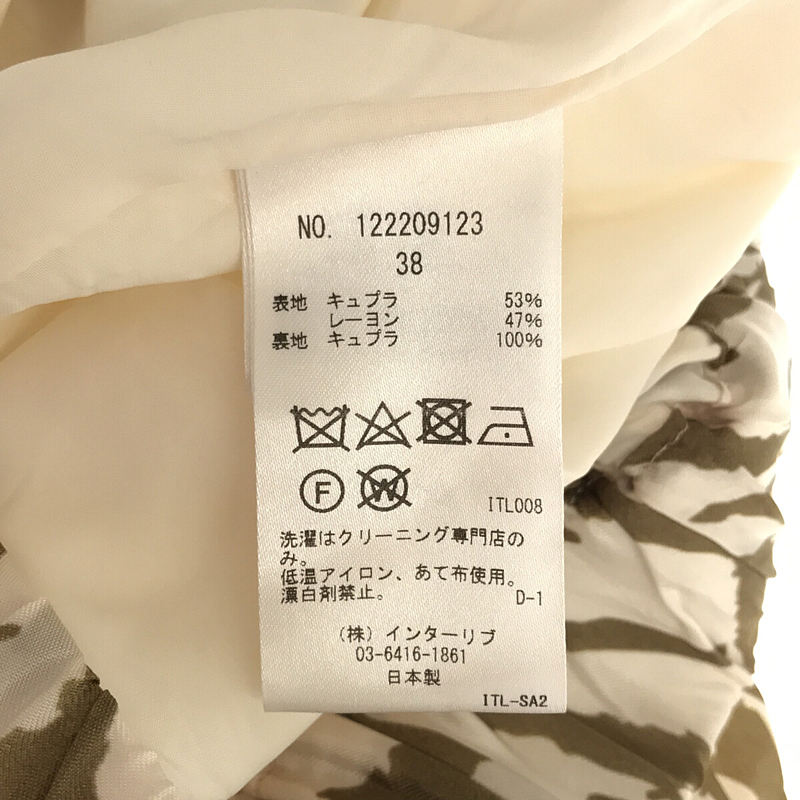 NO. 122209123
38
表地 キュプラ 53%
レーヨン 47%
裏地 キュプラ 100%
F W ITL008
洗濯はクリーニング専門店の
み。
低温アイロン、あて布使用。
漂白剤禁止。 D-1
(株)インターリブ
03-6416-1861
日本製
ITL-SA2